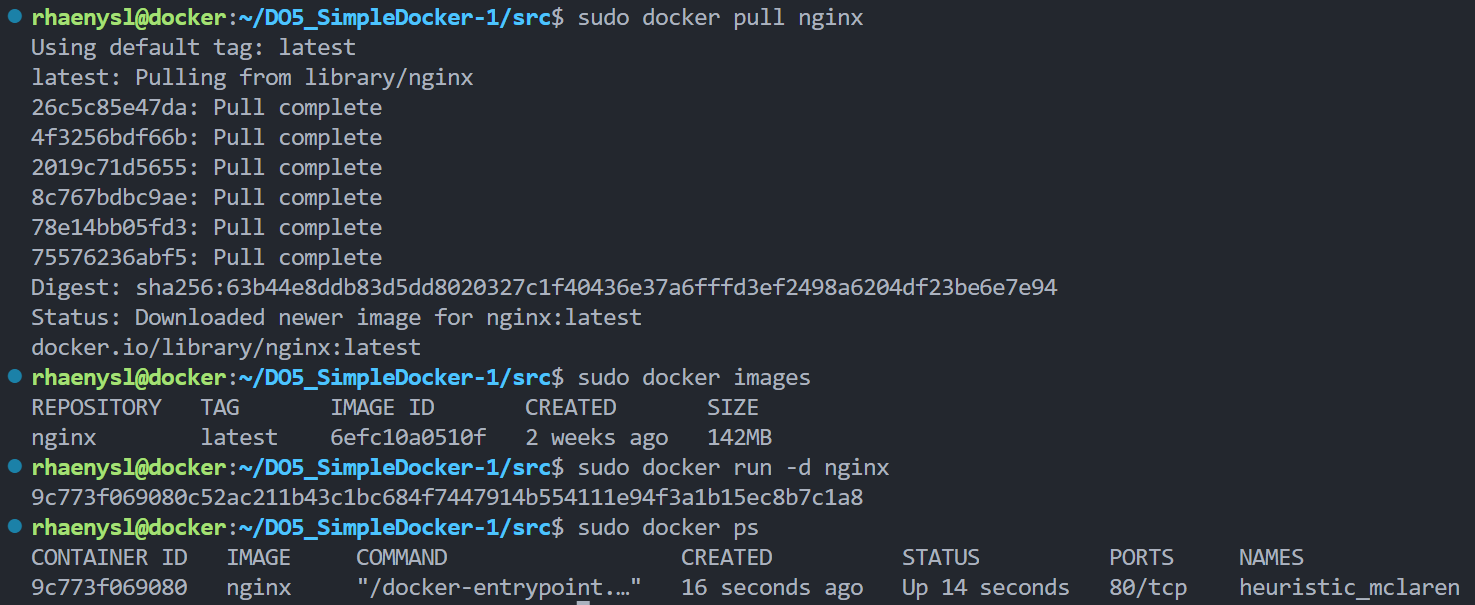 rhaenysl@docker:~/DO5_SimpleDocker-1/src$ sudo docker pull nginx
Using default tag: latest
latest: Pulling from library/nginx
26c5c85e47da: Pull complete
4f3256bdf66b: Pull complete
2019c71d5655: Pull complete
8c767bdbc9ae: Pull complete
78e14bb05fd3: Pull complete
75576236abf5: Pull complete
Digest: sha256:63b44e8ddb83d5dd8020327c1f40436e37a6fffd3ef2498a6204df23be6e7e94
Status: Downloaded newer image for nginx:latest
docker.io/library/nginx:latest
rhaenysl@docker:~/DO5_SimpleDocker-1/src$ sudo docker images
REPOSITORY   TAG       IMAGE ID       CREATED       SIZE
nginx        latest    6efc10a0510f   2 weeks ago   142MB
rhaenysl@docker:~/DO5_SimpleDocker-1/src$ sudo docker run -d nginx
9c773f069080c52ac211b43c1bc684f7447914b554111e94f3a1b15ec8b7c1a8
rhaenysl@docker:~/DO5_SimpleDocker-1/src$ sudo docker ps
CONTAINER ID   IMAGE     COMMAND                  CREATED          STATUS          PORTS     NAMES
9c773f069080   nginx     "/docker-entrypoint.…"   16 seconds ago   Up 14 seconds   80/tcp    heuristic_mclaren